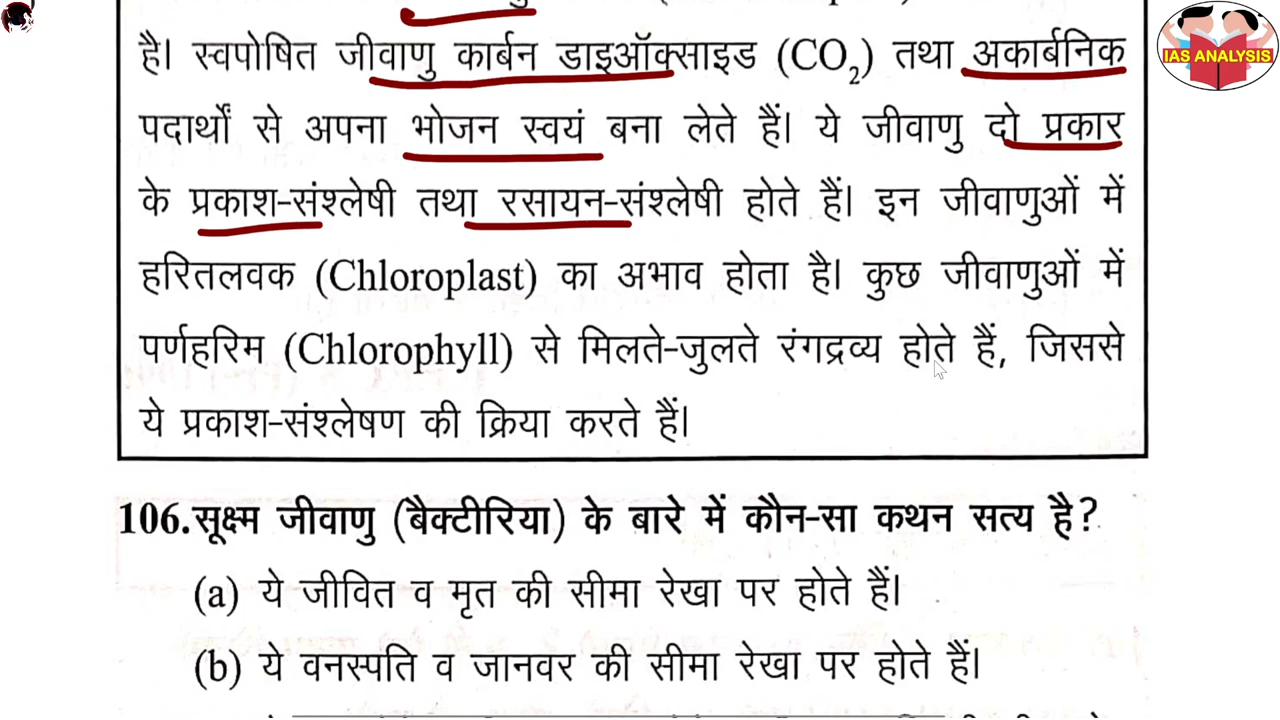 IAS ANALYSIS
है। स्वपोषित जीवाणु कार्बन डाइऑक्साइड (CO₂) तथा अकार्बनिक
पदार्थों से अपना भोजन स्वयं बना लेते हैं। ये जीवाणु दो प्रकार
के प्रकाश-संश्लेषी तथा रसायन-संश्लेषी होते हैं। इन जीवाणुओं में
हरितलवक (Chloroplast) का अभाव होता है। कुछ जीवाणुओं में
पर्णहरिम (Chlorophyll) से मिलते-जुलते रंगद्रव्य होते हैं, जिससे
ये प्रकाश-संश्लेषण की क्रिया करते हैं।
106.सूक्ष्म जीवाणु (बैक्टीरिया) के बारे में कौन-सा कथन सत्य है?
(a) ये जीवित व मृत की सीमा रेखा पर होते हैं।
(b) ये वनस्पति व जानवर की सीमा रेखा पर होते हैं।